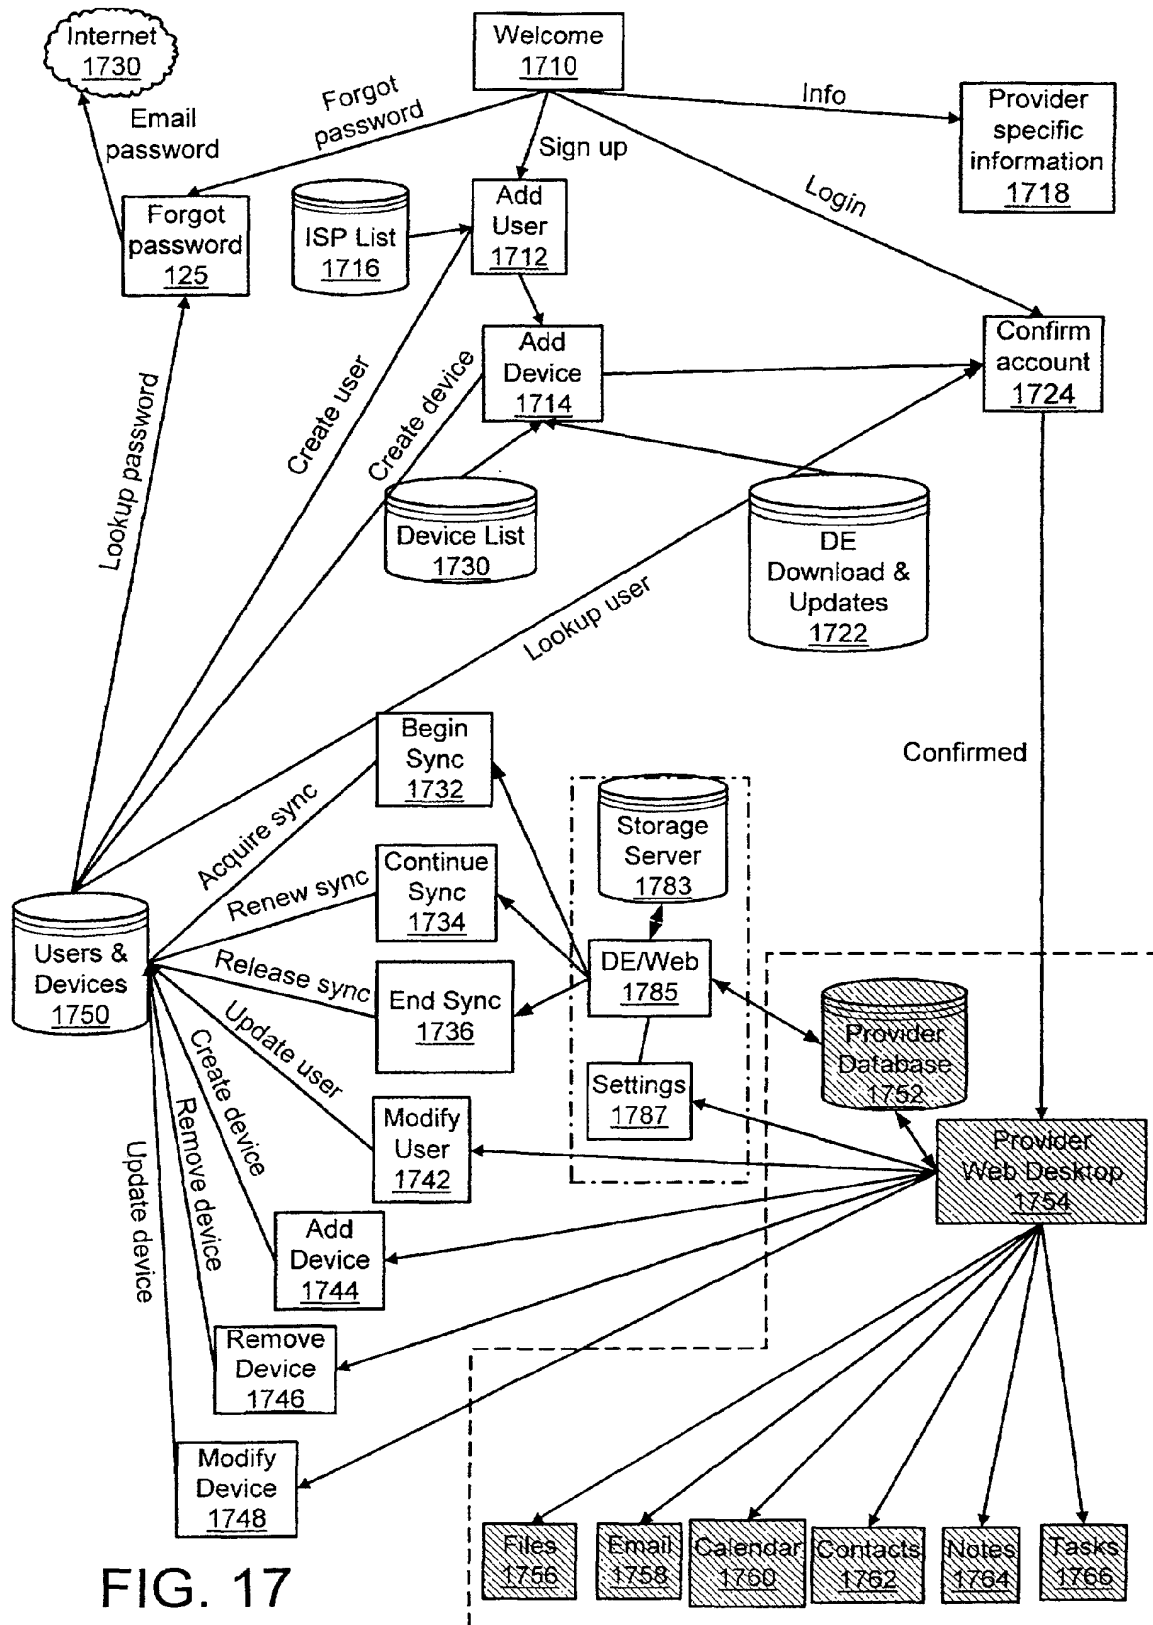 Internet
1730
Welcome
1710
Forgot
password
Info
Provider
specific
information
1718
Email
password
Sign up
Login
Forgot
password
125
ISP List
1716
Add
User
1712
Add
Device
1714
Confirm
account
1724
Lookup password
Create user
Create device
Device List
1730
DE
Download &
Updates
1722
Lookup user
Confirmed
Begin
Sync
1732
Acquire sync
Storage
Server
1783
Continue
Sync
1734
Renew sync
Users &
Devices
1750
Release sync
End Sync
1736
DE/Web
1785
Provider
Database
1752
Update user
Settings
1787
Create device
Remove device
Update device
Modify
User
1742
Provider
Web Desktop
1754
Add
Device
1744
Remove
Device
1746
Modify
Device
1748
Files
1756
Email
1758
Calendar
1760
Contacts
1762
Notes
1764
Tasks
1766
FIG. 17